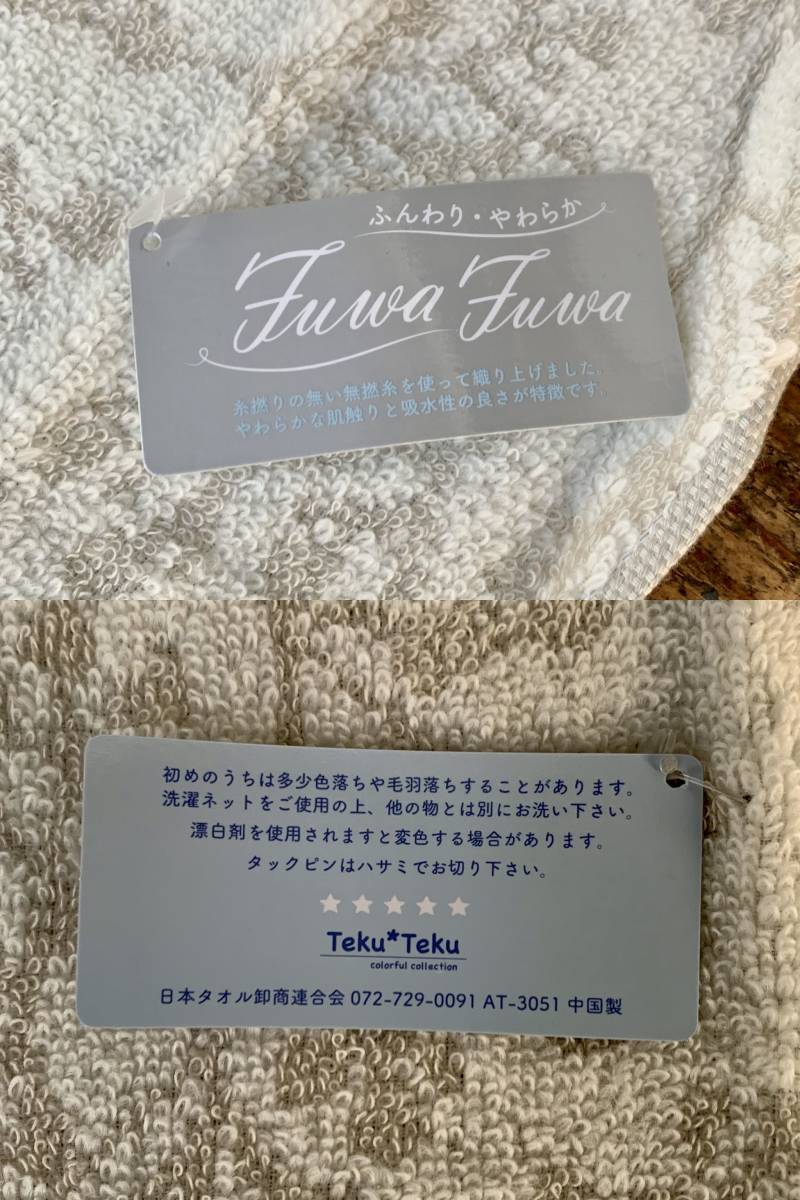 ふんわり・やわらか
Fuwa Fuwa
糸撚りの無い無撚糸を使って織り上げました。
やわらかな肌触りと吸水性の良さが特徴です。
初めのうちは多少色落ちや毛羽落ちすることがあります。
洗濯ネットをご使用の上、他の物とは別にお洗い下さい。
漂白剤を使用されますと変色する場合があります。
タックピンはハサミでお切り下さい。
Teku*Teku
colorful collection
日本タオル卸商連合会 072-729-0091 AT-3051 中国製